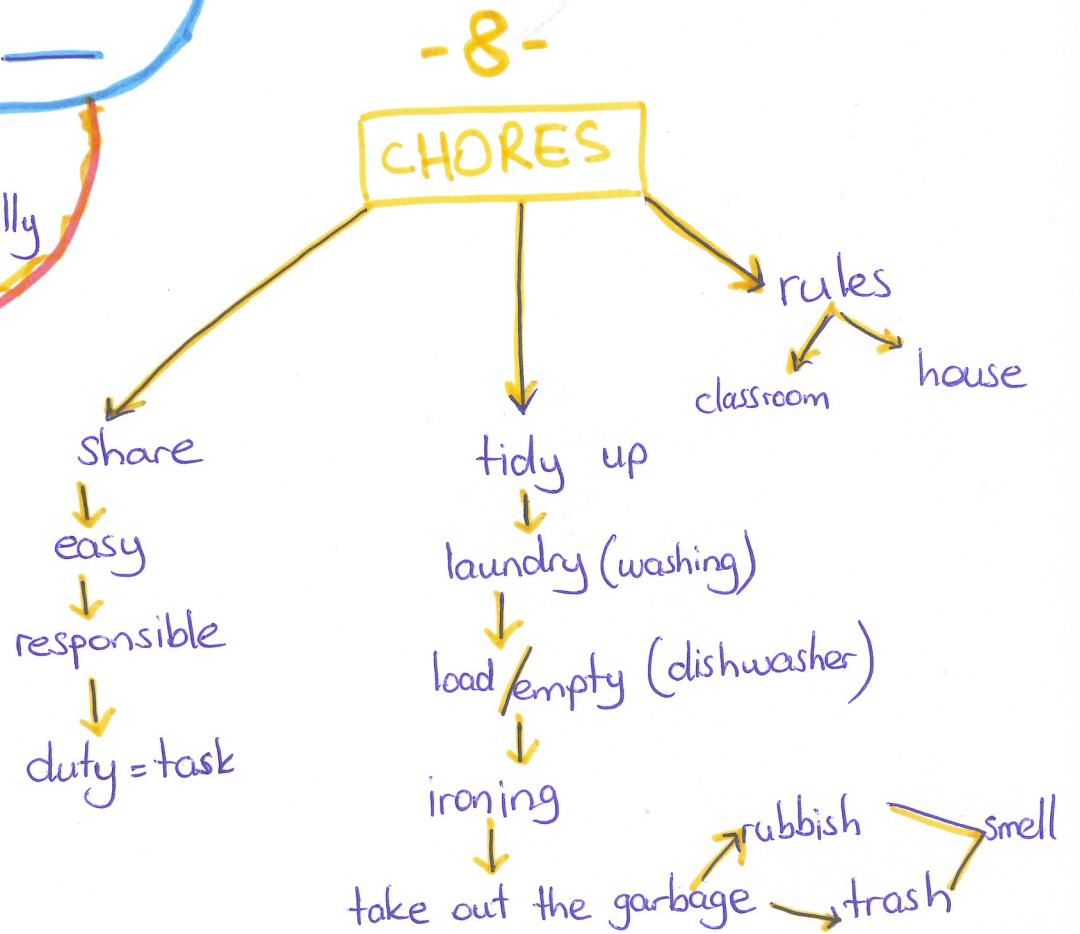 -8-
CHORES
lly
rules
classroom
house
share
easy
responsible
duty = task
tidy up
laundry (washing)
load/empty (dishwasher)
ironing
take out the garbage
rubbish
trash
smell